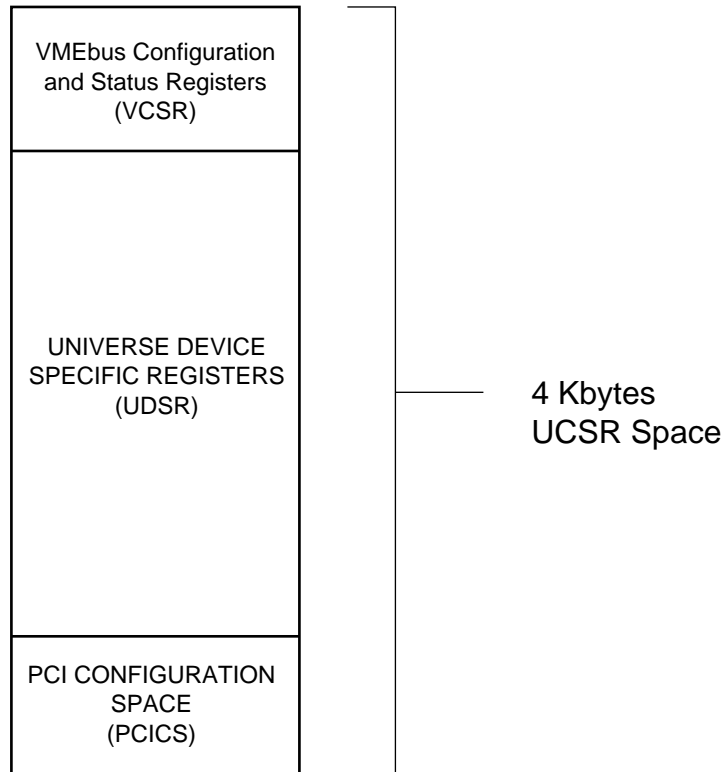 VMEbus Configuration
and Status Registers
(VCSR)
UNIVERSE DEVICE
SPECIFIC REGISTERS
(UDSR)
4 Kbytes
UCSR Space
PCI CONFIGURATION
SPACE
(PCICS)